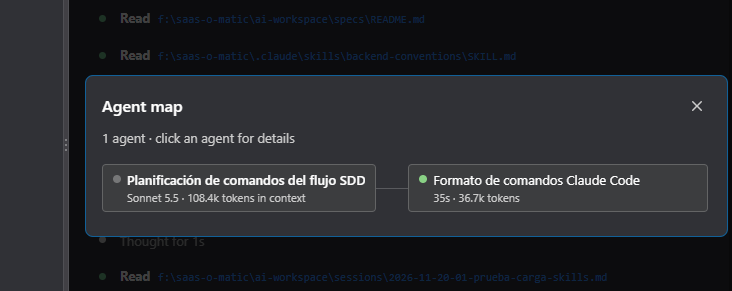 Read f:\saas-o-matic\ai-workspace\specs\README.md
Read f:\saas-o-matic\.claude\skills\backend-conventions\SKILL.md
Agent map
1 agent · click an agent for details
Planificación de comandos del flujo SDD
Sonnet 5.5 · 108.4k tokens in context
Formato de comandos Claude Code
35s · 36.7k tokens
Thought for 1s
Read f:\saas-o-matic\ai-workspace\sessions\2026-11-20-01-prueba-carga-skills.md